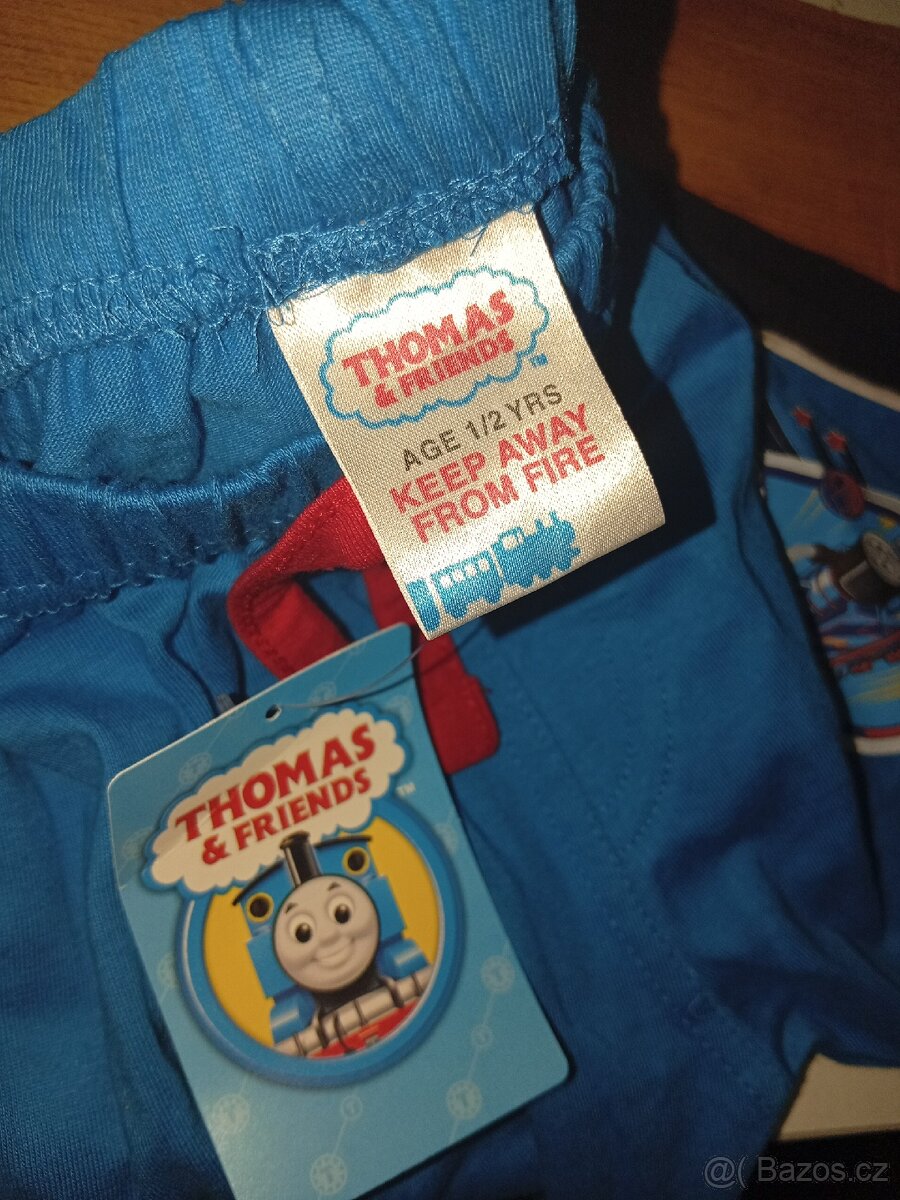 THOMAS
& FRIENDS
™
AGE 1/2 YRS
KEEP AWAY
FROM FIRE
THOMAS
& FRIENDS
™
@( Bazos.cz